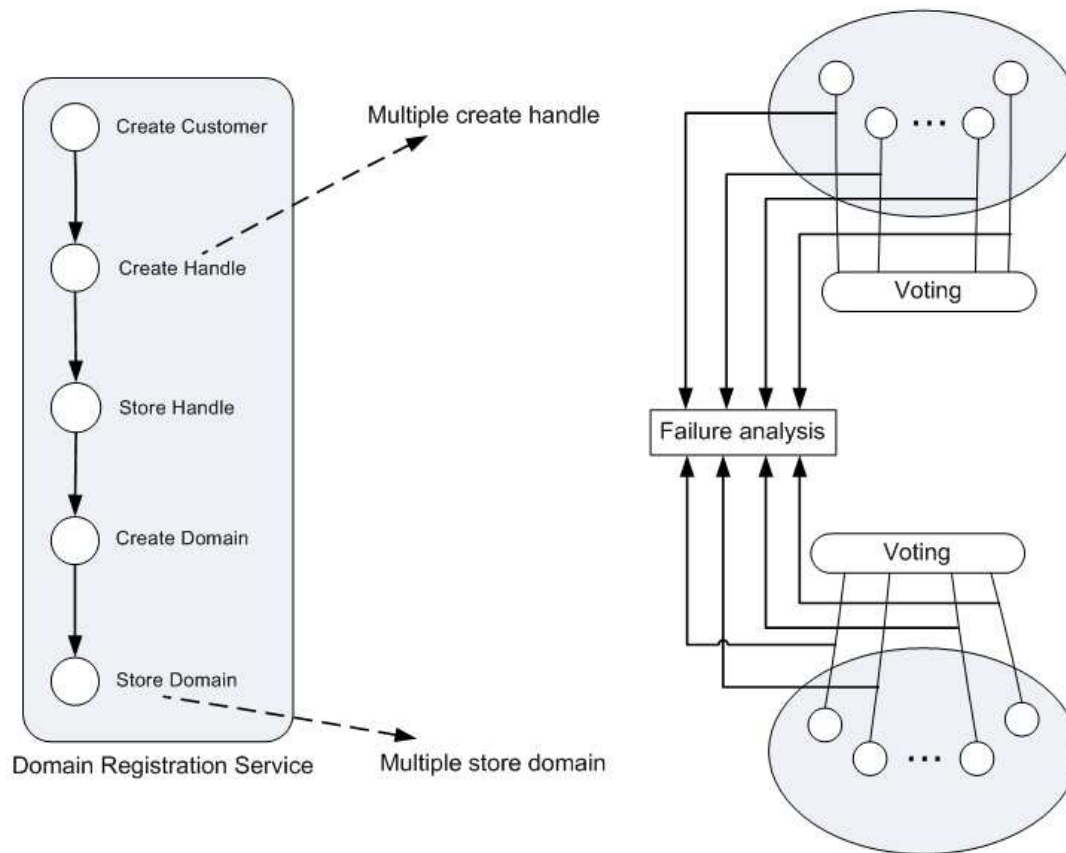 Create Customer
Create Handle
Store Handle
Create Domain
Store Domain
Domain Registration Service
Multiple create handle
Multiple store domain
...
Voting
Failure analysis
Voting
...